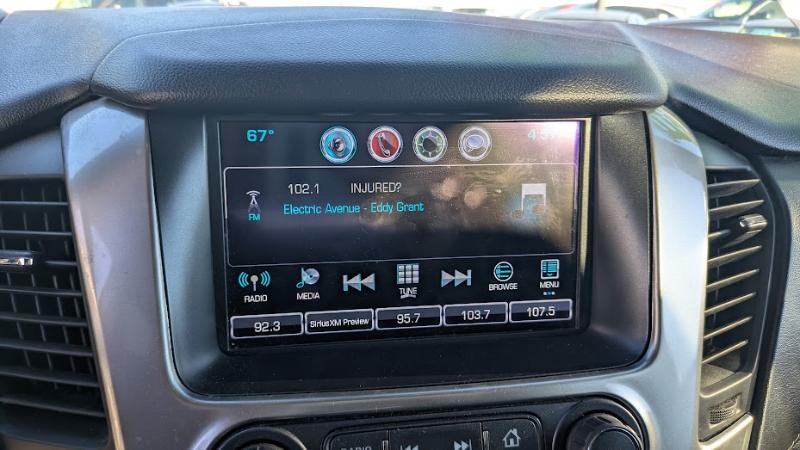 67°
102.1 INJURED?
FM
Electric Avenue - Eddy Grant
RADIO MEDIA TUNE BROWSE MENU
92.3 SiriusXM Preview 95.7 103.7 107.5
RADIO